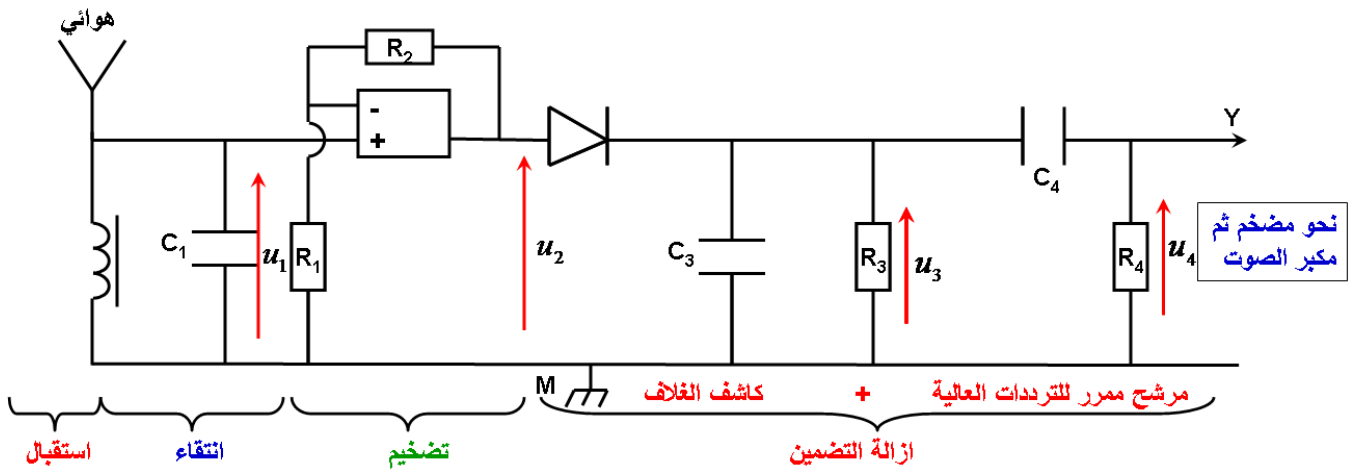 هوائي
R2
-
+
Y
C4
C1
u1
R1
u2
C3
R3
u3
R4
u4
نحو مضخم ثم
مكبر الصوت
M
كاشف الغلاف + مرشح ممرر للترددات العالية
استقبال
انتقاء
تضخيم
ازالة التضمين